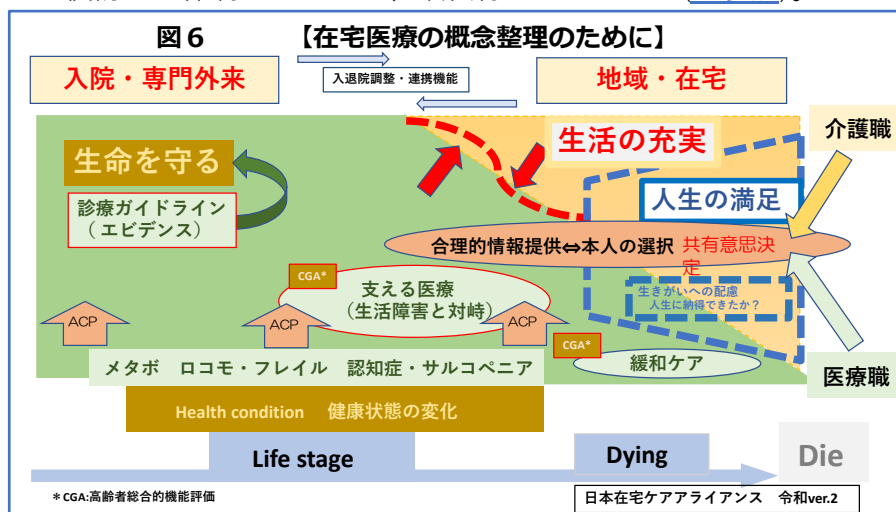 図６　【在宅医療の概念整理のために】
入院・専門外来
入退院調整・連携機能
地域・在宅
介護職
生命を守る
生活の充実
診療ガイドライン
（エビデンス）
人生の満足
合理的情報提供⇔本人の選択 共有意思決
定
CGA*
支える医療
（生活障害と対峙）
生きがいへの配慮
人生に納得できたか？
ACP
ACP
ACP
CGA*
メタボ　ロコモ・フレイル　認知症・サルコペニア
緩和ケア
医療職
Health condition　健康状態の変化
Life stage
Dying
Die
＊CGA:高齢者総合的機能評価
日本在宅ケアアライアンス　令和ver.2